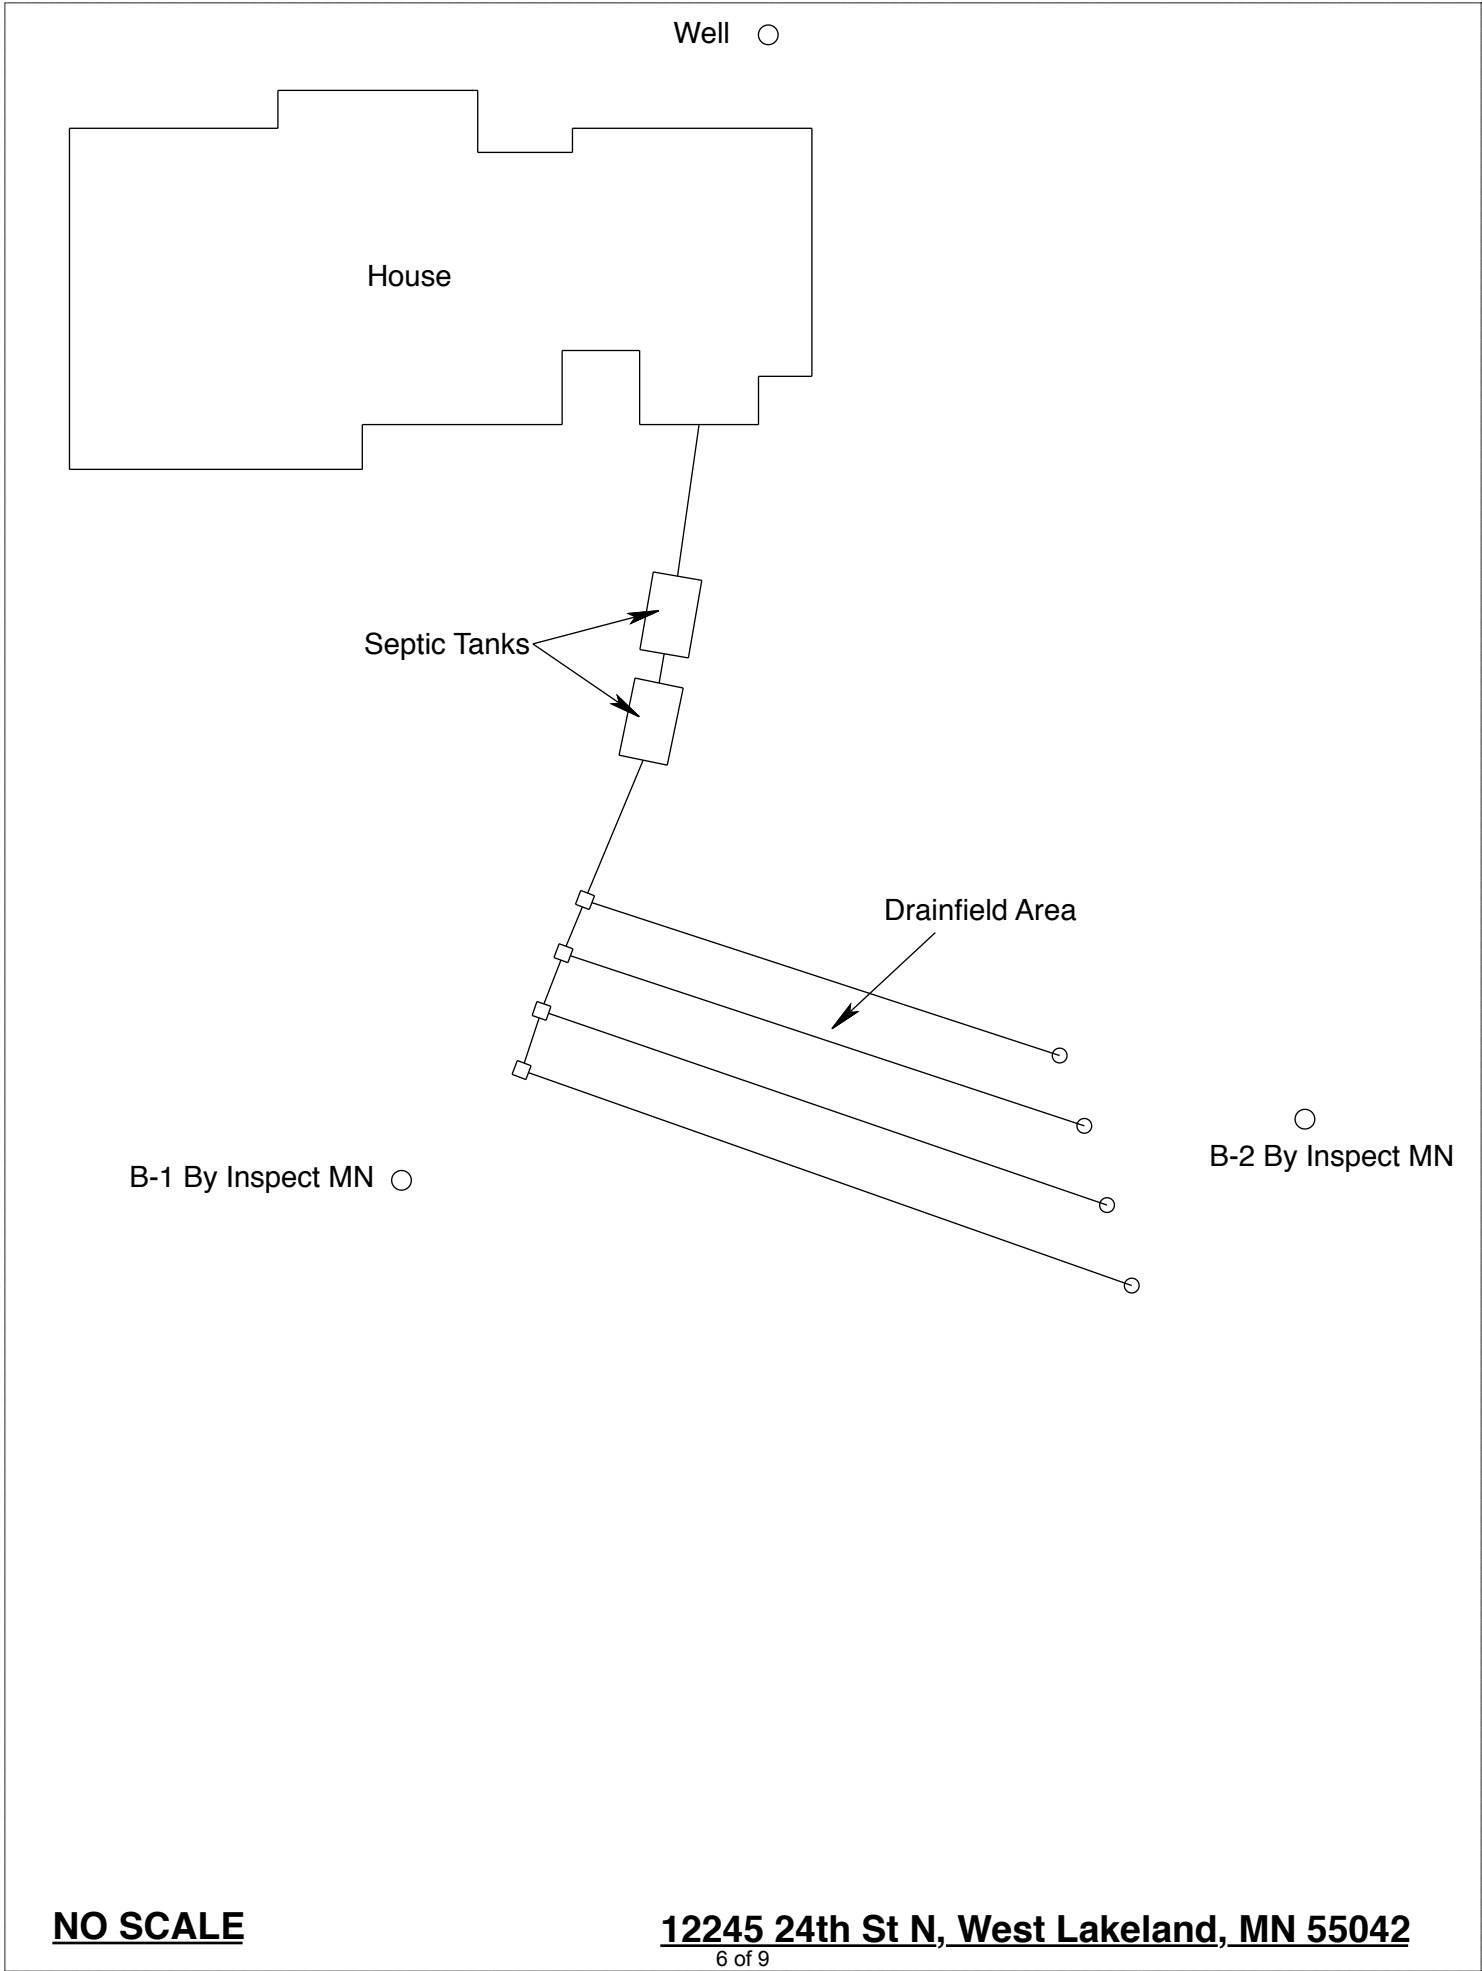 Well
House
Septic Tanks
Drainfield Area
B-2 By Inspect MN
B-1 By Inspect MN
NO SCALE
12245 24th St N, West Lakeland, MN 55042
6 of 9